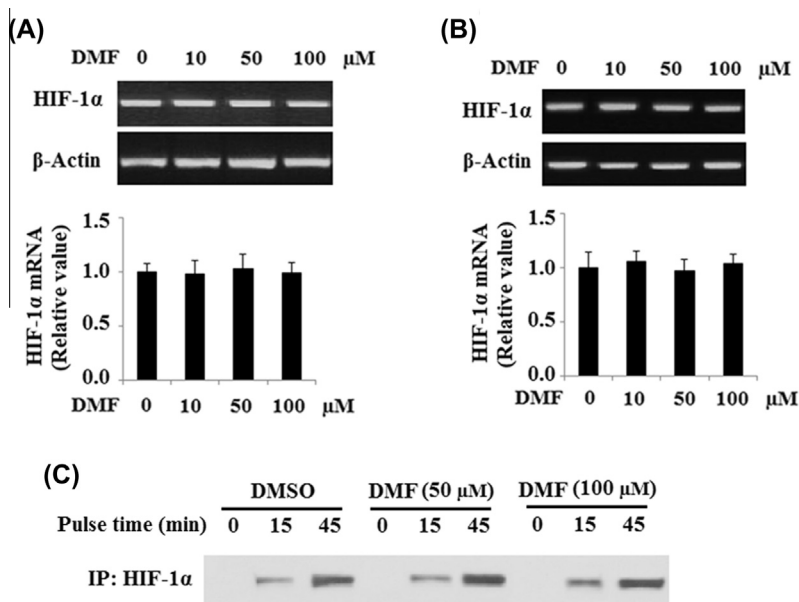 (A)
DMF 0 10 50 100 μM
HIF-1α
β-Actin
HIF-1α mRNA
(Relative value)
1.5
1.0
0.5
0.0
DMF 0 10 50 100 μM
(B)
DMF 0 10 50 100 μM
HIF-1α
β-Actin
HIF-1α mRNA
(Relative value)
1.5
1.0
0.5
0.0
DMF 0 10 50 100 μM
(C)
DMSO DMF (50 μM) DMF (100 μM)
Pulse time (min) 0 15 45 0 15 45 0 15 45
IP: HIF-1α